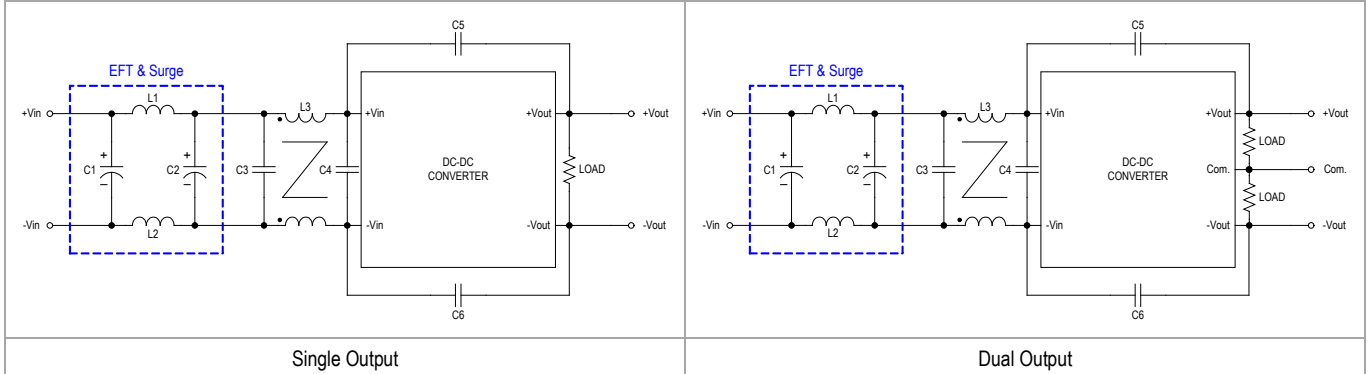 C5
EFT & Surge
L1
L3
+Vin
+Vin
+Vout
+Vout
+
+
C1
C2
C3
C4
DC-DC
CONVERTER
LOAD
–
–
-Vin
-Vin
-Vout
-Vout
L2
C6
Single Output
C5
EFT & Surge
L1
L3
+Vin
+Vin
+Vout
+Vout
LOAD
+
+
C1
C2
C3
C4
DC-DC
CONVERTER
Com.
Com.
–
–
LOAD
-Vin
-Vin
-Vout
-Vout
L2
C6
Dual Output